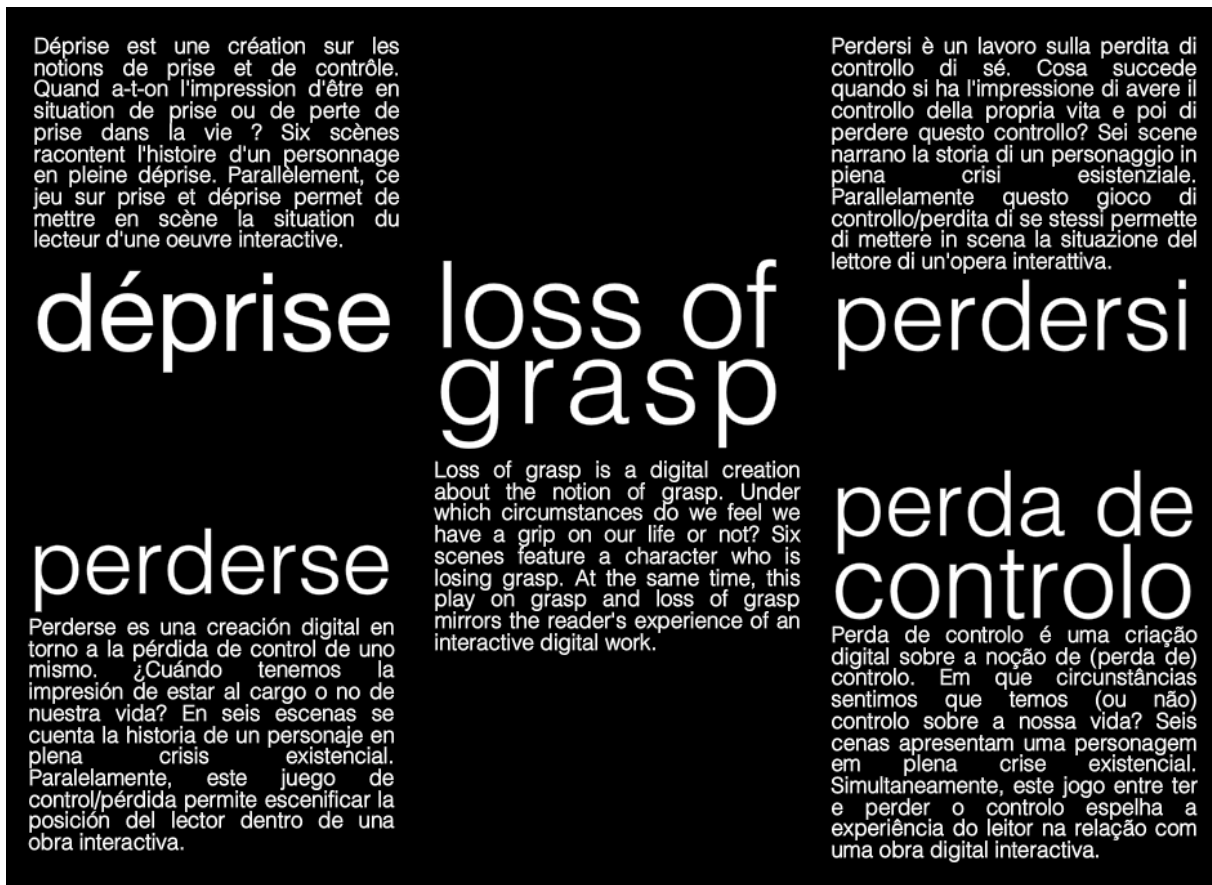 Déprise est une création sur les
notions de prise et de contrôle.
Quand a-t-on l'impression d'être en
situation de prise ou de perte de
prise dans la vie ? Six scènes
racontent l'histoire d'un personnage
en pleine déprise. Parallèlement, ce
jeu sur prise et déprise permet de
mettre en scène la situation du
lecteur d'une oeuvre interactive.
déprise
perderse
Perderse es una creación digital en
torno a la pérdida de control de uno
mismo. ¿Cuándo tenemos la
impresión de estar al cargo o no de
nuestra vida? En seis escenas se
cuenta la historia de un personaje en
plena crisis existencial.
Paralelamente, este juego de
control/pérdida permite escenificar la
posición del lector dentro de una
obra interactiva.
loss of
grasp
Loss of grasp is a digital creation
about the notion of grasp. Under
which circumstances do we feel we
have a grip on our life or not? Six
scenes feature a character who is
losing grasp. At the same time, this
play on grasp and loss of grasp
mirrors the reader's experience of an
interactive digital work.
Perdersi è un lavoro sulla perdita di
controllo di sé. Cosa succede
quando si ha l'impressione di avere il
controllo della propria vita e poi di
perdere questo controllo? Sei scene
narrano la storia di un personaggio in
piena crisi esistenziale.
Parallelamente questo gioco di
controllo/perdita di se stessi permette
di mettere in scena la situazione del
lettore di un'opera interattiva.
perdersi
perda de
controlo
Perda de controlo é uma criação
digital sobre a noção de (perda de)
controlo. Em que circunstâncias
sentimos que temos (ou não)
controlo sobre a nossa vida? Seis
cenas apresentam uma personagem
em plena crise existencial.
Simultaneamente, este jogo entre ter
e perder o controlo espelha a
experiência do leitor na relação com
uma obra digital interactiva.